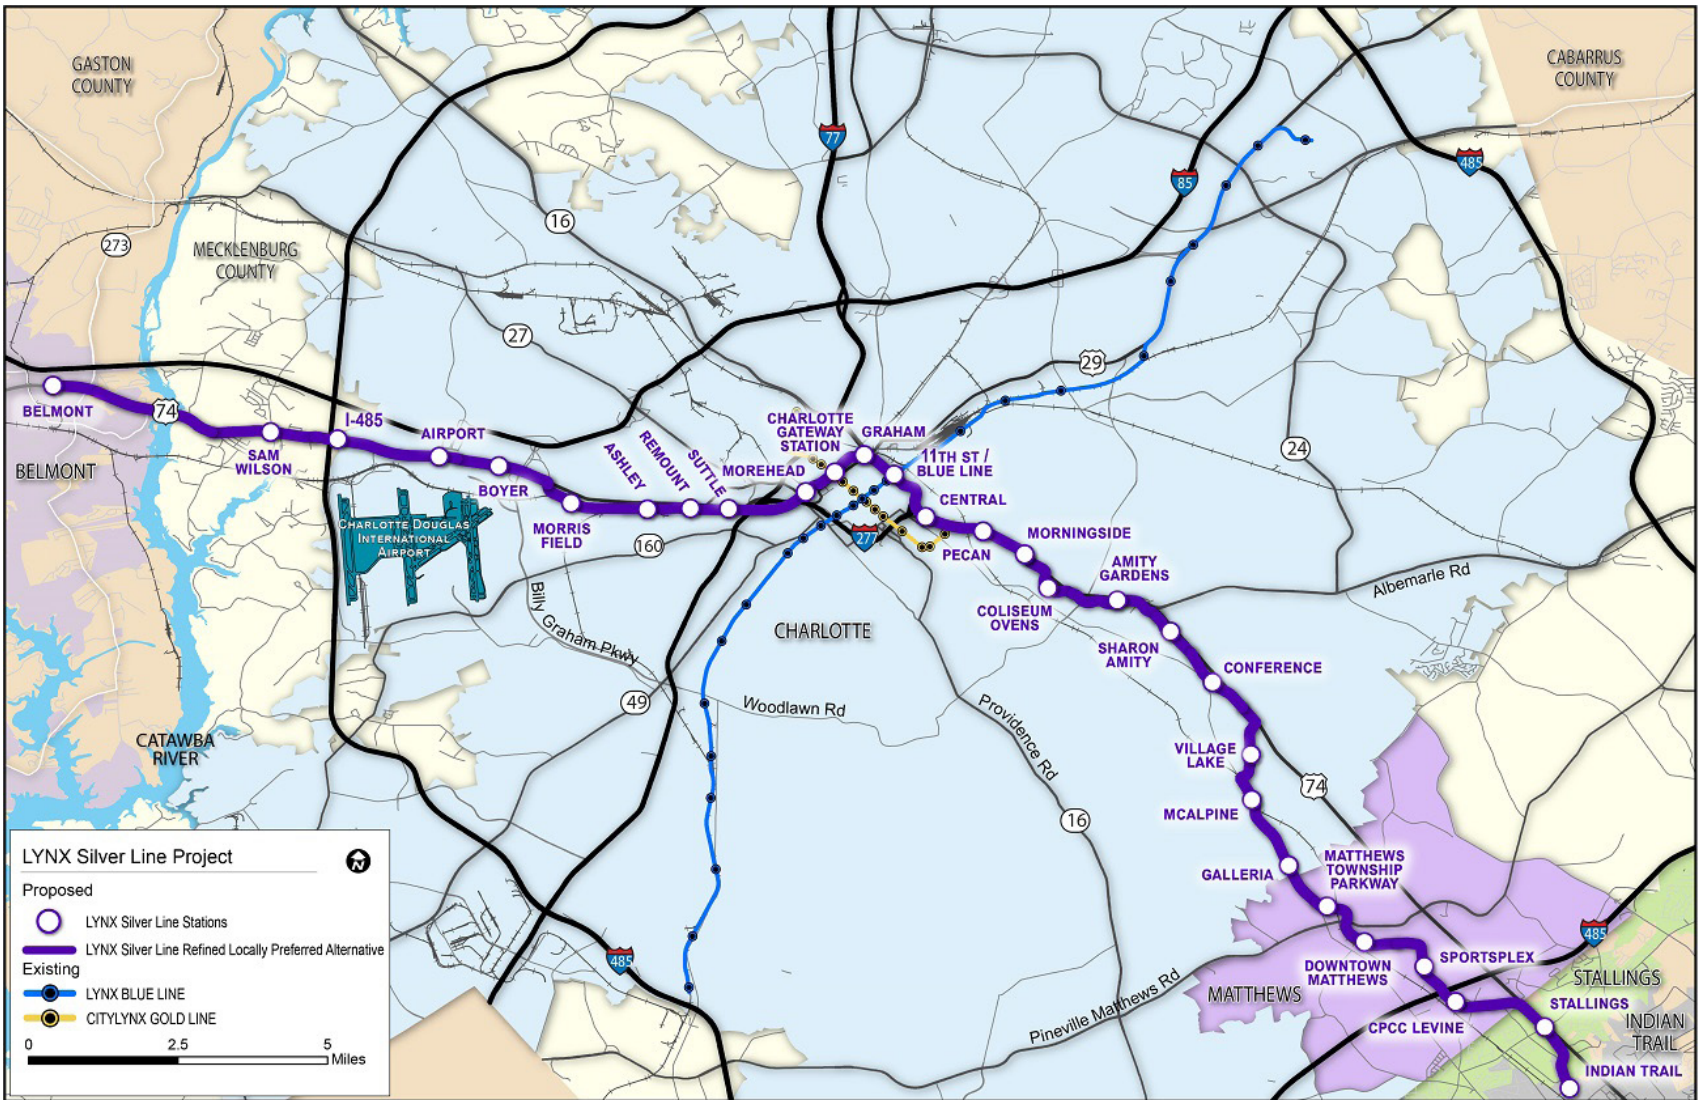 GASTON
COUNTY
CABARRUS
COUNTY
77
485
85
16
273
MECKLENBURG
COUNTY
27
29
BELMONT
74
I-485
AIRPORT
SAM
WILSON
BOYER
BELMONT
MORRIS
FIELD
ASHLEY
REMOUNT
SUTTLE
MOREHEAD
CHARLOTTE
GATEWAY
STATION
GRAHAM
11TH ST /
BLUE LINE
CENTRAL
24
CHARLOTTE DOUGLAS
INTERNATIONAL
AIRPORT
160
277
PECAN
MORNINGSIDE
AMITY
GARDENS
Albemarle Rd
COLISEUM
OVENS
Billy Graham Pkwy
CHARLOTTE
SHARON
AMITY
CONFERENCE
49
Woodlawn Rd
Providence Rd
CATAWBA
RIVER
VILLAGE
LAKE
74
MCALPINE
16
GALLERIA
MATTHEWS
TOWNSHIP
PARKWAY
485
485
DOWNTOWN
MATTHEWS
SPORTSPLEX
STALLINGS
MATTHEWS
Pineville Matthews Rd
CPCC LEVINE
STALLINGS
INDIAN
TRAIL
INDIAN TRAIL
LYNX Silver Line Project
N
Proposed
LYNX Silver Line Stations
LYNX Silver Line Refined Locally Preferred Alternative
Existing
LYNX BLUE LINE
CITYLYNX GOLD LINE
0 2.5 5
Miles